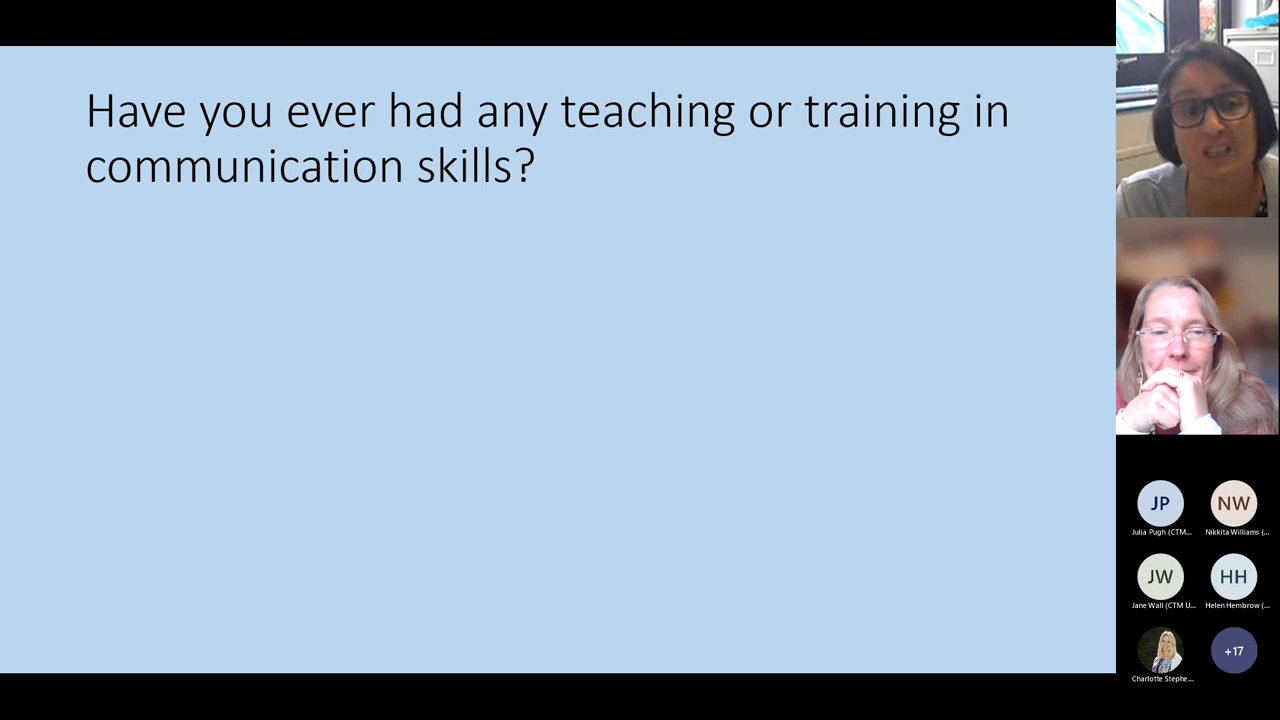 Have you ever had any teaching or training in
communication skills?
JP
NW
Julia Pugh (CTM...
Nikkita Williams (...
JW
HH
Jane Wall (CTM U...
Helen Hembrow (...
+17
Charlotte Stephe...